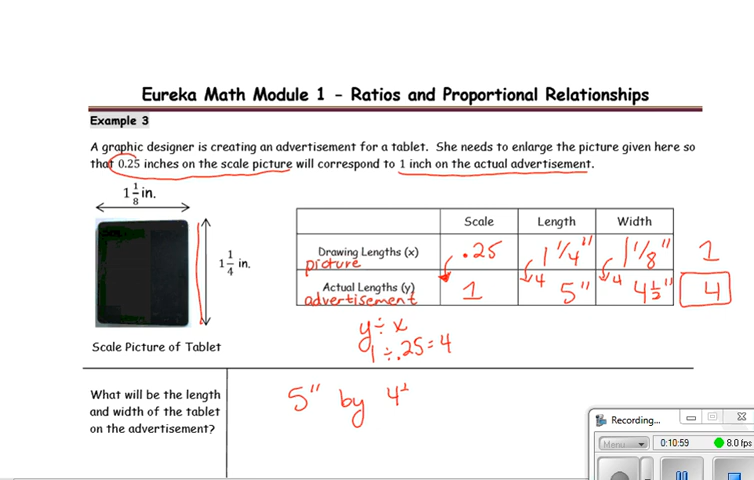 Eureka Math Module 1 – Ratios and Proportional Relationships
Example 3
A graphic designer is creating an advertisement for a tablet. She needs to enlarge the picture given here so
that 0.25 inches on the scale picture will correspond to 1 inch on the actual advertisement.
1 1/8 in.
1 1/4 in.
Scale Picture of Tablet
Scale Length Width
Drawing Lengths (x) .25 1 1/4" 1 1/8" 1
picture
Actual Lengths (y) 1 ·4 5" ·4 4 1/2" 4
advertisement
y ÷ x
1 ÷ .25 = 4
What will be the length
and width of the tablet
on the advertisement?
5" by 4 1
Recording...
Menu 0:10:59 8.0 fps